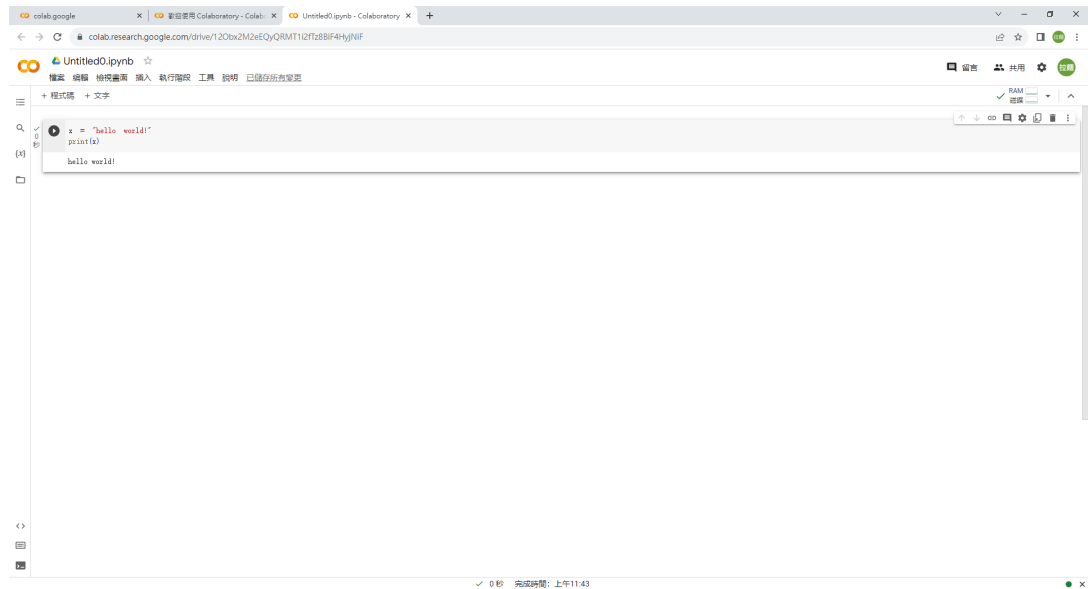 colab.google
歡迎使用 Colaboratory - Colab
Untitled0.ipynb - Colaboratory
colab.research.google.com/drive/12Obx2M2eEQyQRMT1i2fTz8BlF4HyjNlF
Untitled0.ipynb
檔案 編輯 檢視畫面 插入 執行階段 工具 說明 已儲存所有變更
留言 共用
+ 程式碼 + 文字
RAM
磁碟
{x}
0
秒
x = "hello world!"
print(x)
hello world!
0 秒 完成時間：上午11:43